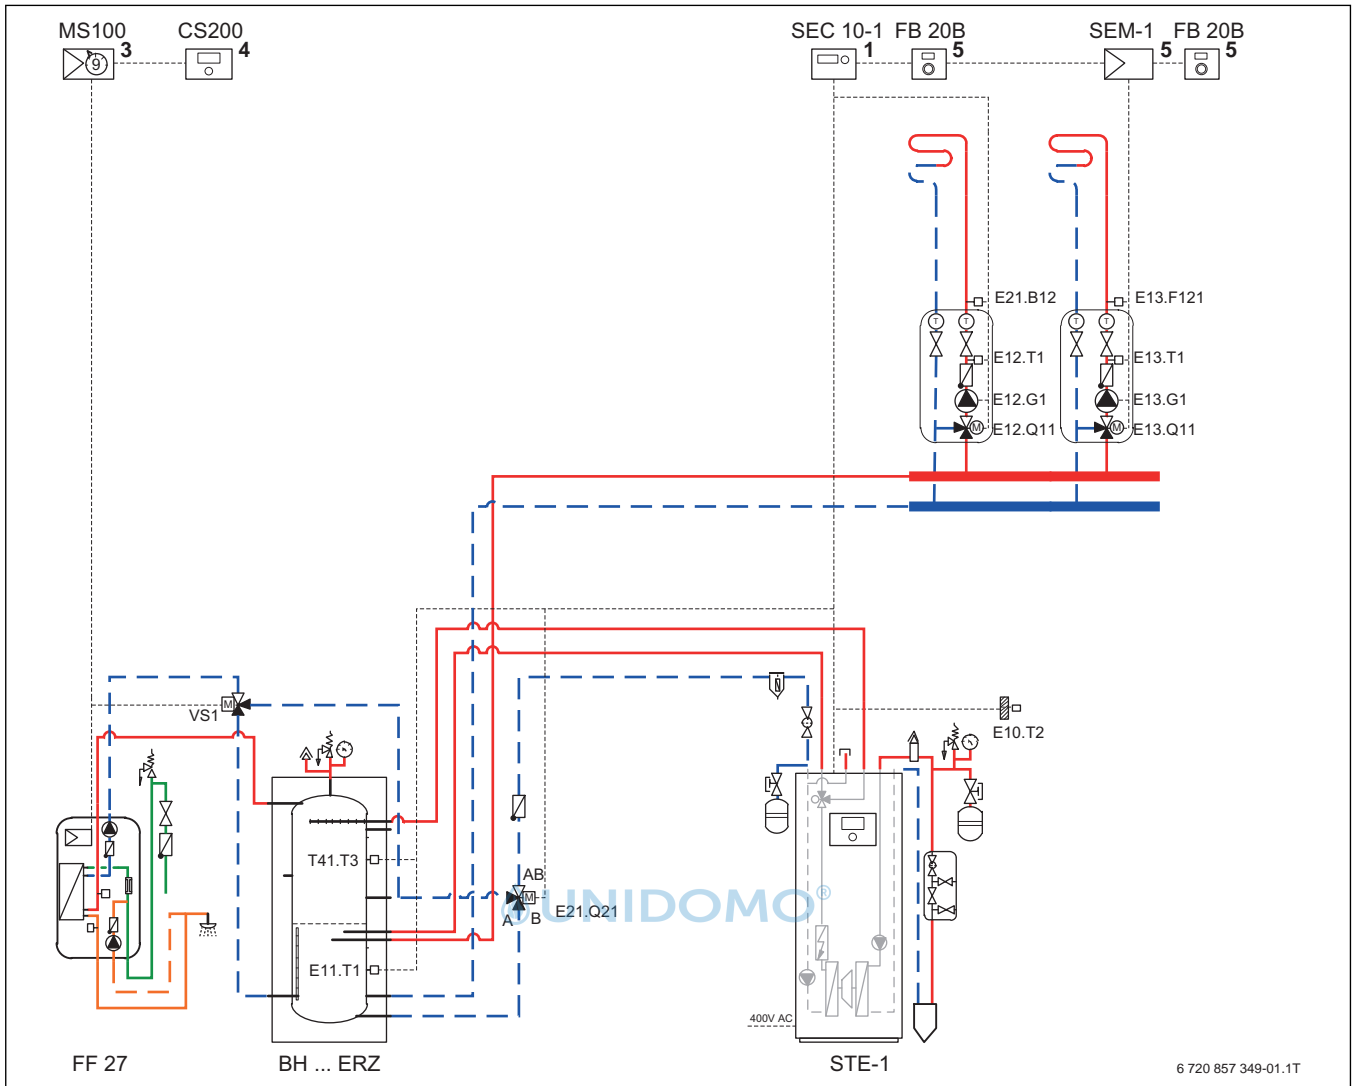 MS100
3
CS200
4
SEC 10-1
1
FB 20B
5
SEM-1
5
FB 20B
5
9
E21.B12
E13.F121
T
T
T
T
E12.T1
E13.T1
E12.G1
E13.G1
M
E12.Q11
M
E13.Q11
M
VS1
E10.T2
T41.T3
AB
M
A
B
E21.Q21
©UNIDOMO®
E11.T1
400V AC
FF 27
BH ... ERZ
STE-1
6 720 857 349-01.1T